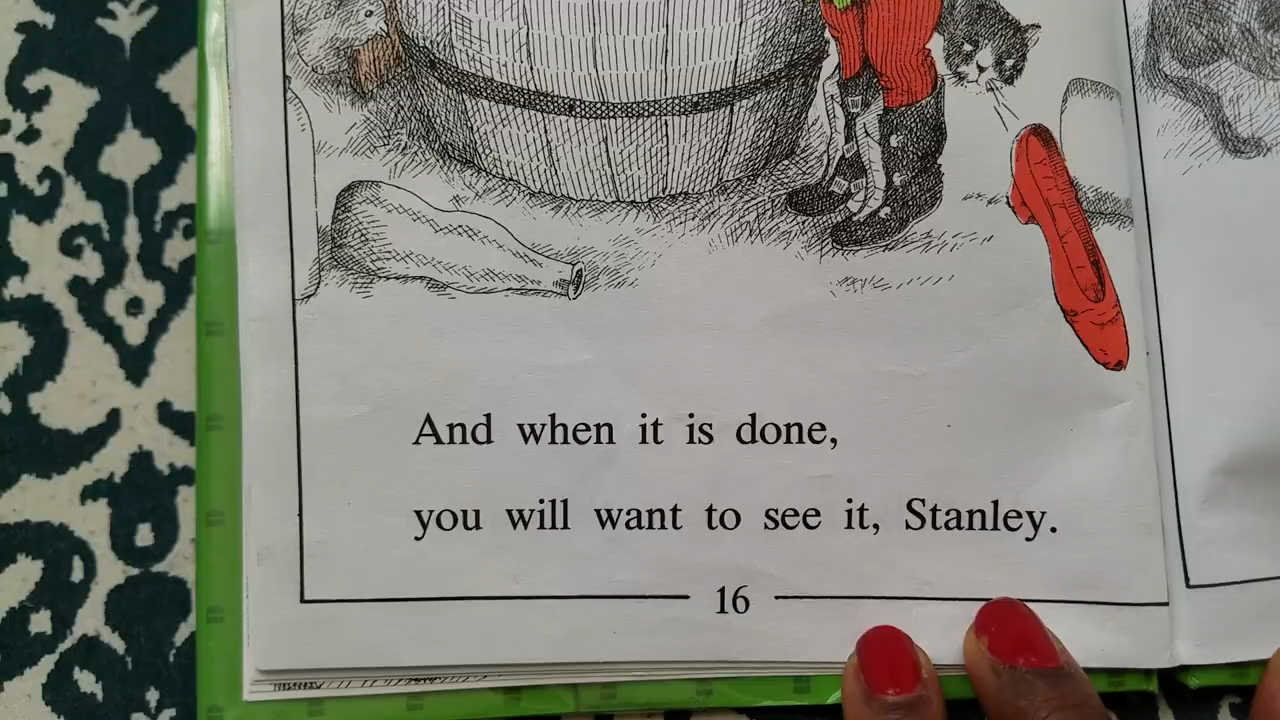 And when it is done,
you will want to see it, Stanley.
16